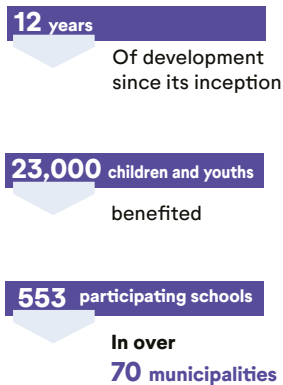 12 years
Of development
since its inception
23,000 children and youths
benefited
553 participating schools
In over
70 municipalities